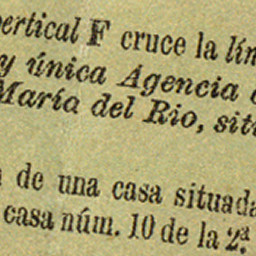 pertical F cruce la lín
y única Agencia
María del Rio, sit
de una casa situada
casa núm. 10 de la 2.ª